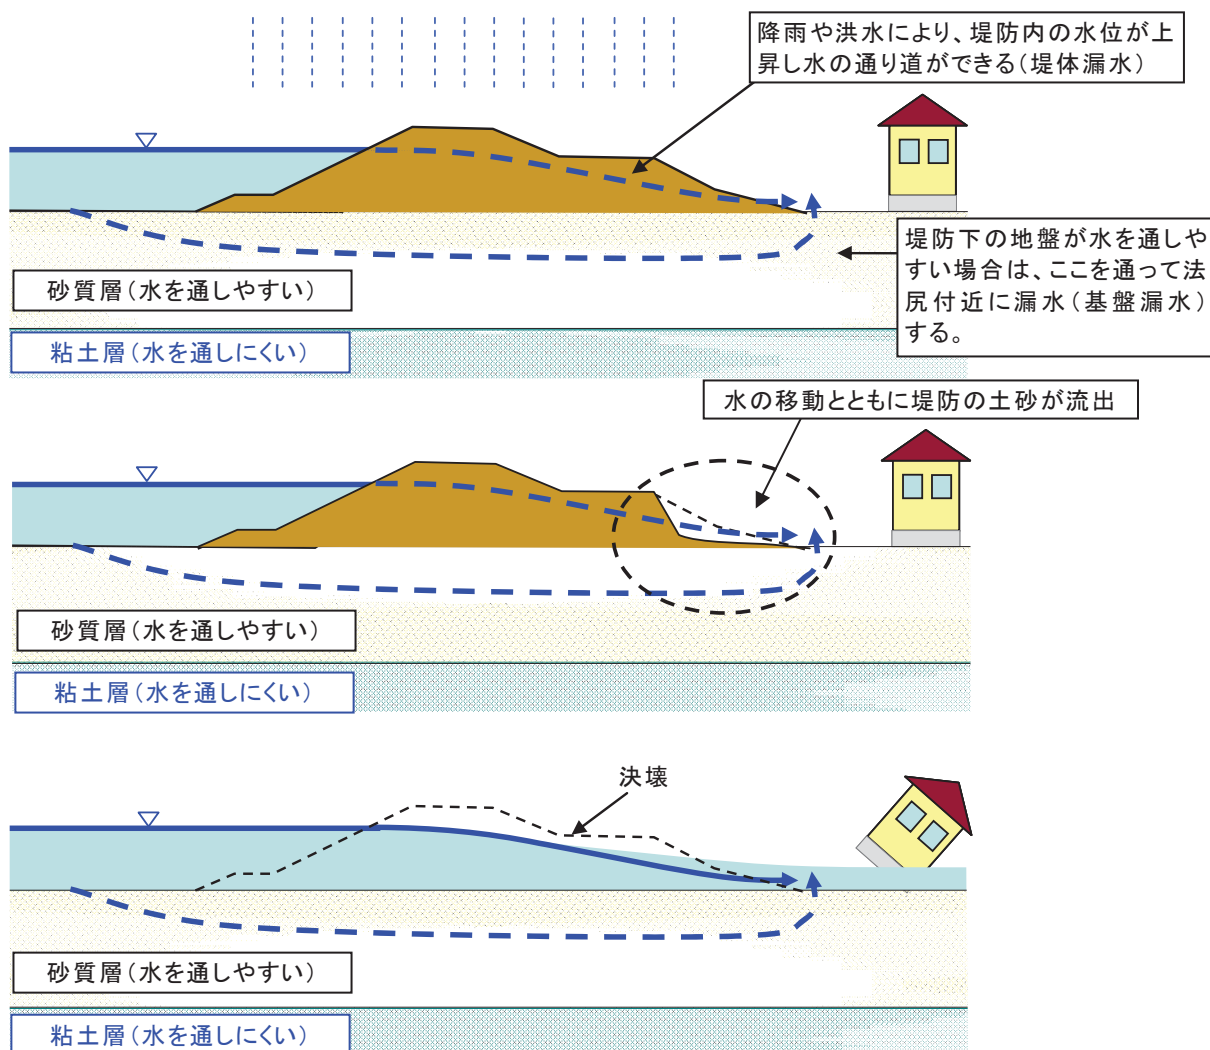 降雨や洪水により、堤防内の水位が上
昇し水の通り道ができる(堤体漏水)
堤防下の地盤が水を通しや
すい場合は、ここを通って法
尻付近に漏水(基盤漏水)
する。
砂質層(水を通しやすい)
粘土層(水を通しにくい)
水の移動とともに堤防の土砂が流出
砂質層(水を通しやすい)
粘土層(水を通しにくい)
決壊
砂質層(水を通しやすい)
粘土層(水を通しにくい)